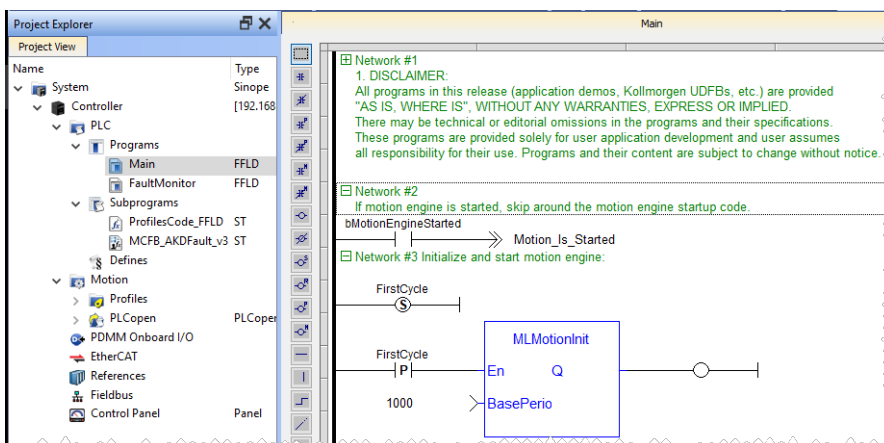 Project Explorer
Main
Project View
Name Type
System Sinope
Controller [192.168
PLC
Programs
Main FFLD
FaultMonitor FFLD
Subprograms
ProfilesCode_FFLD ST
MCFB_AKDFault_v3 ST
Defines
Motion
Profiles
PLCopen PLCoper
PDMM Onboard I/O
EtherCAT
References
Fieldbus
Control Panel Panel
Network #1
1. DISCLAIMER:
All programs in this release (application demos, Kollmorgen UDFBs, etc.) are provided
"AS IS, WHERE IS", WITHOUT ANY WARRANTIES, EXPRESS OR IMPLIED.
There may be technical or editorial omissions in the programs and their specifications.
These programs are provided solely for user application development and user assumes
all responsibility for their use. Programs and their content are subject to change without notice.
Network #2
If motion engine is started, skip around the motion engine startup code.
bMotionEngineStarted
Motion_Is_Started
Network #3 Initialize and start motion engine:
FirstCycle
S
MLMotionInit
FirstCycle
P
En Q
1000
BasePerio